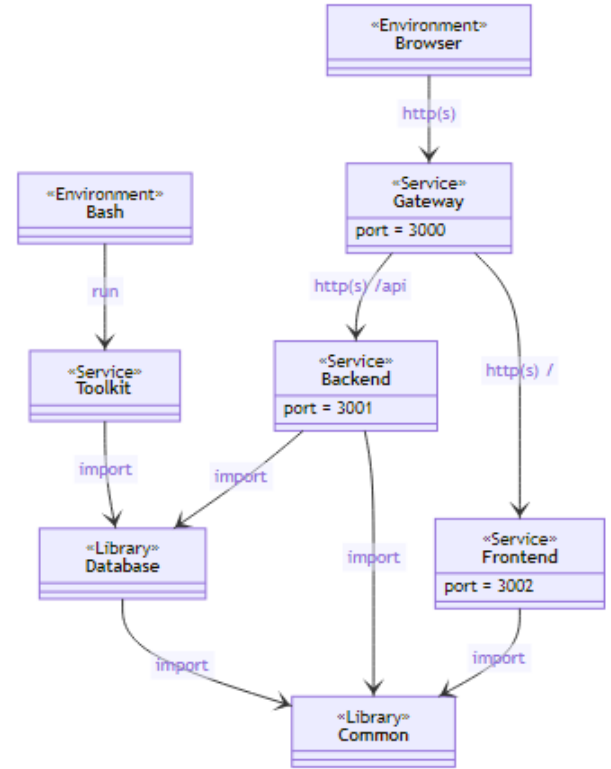 «Environment»
Browser
http(s)
«Service»
Gateway
port = 3000
«Environment»
Bash
run
http(s) /api
http(s) /
«Service»
Toolkit
«Service»
Backend
port = 3001
import
import
import
«Library»
Database
«Service»
Frontend
port = 3002
import
import
«Library»
Common